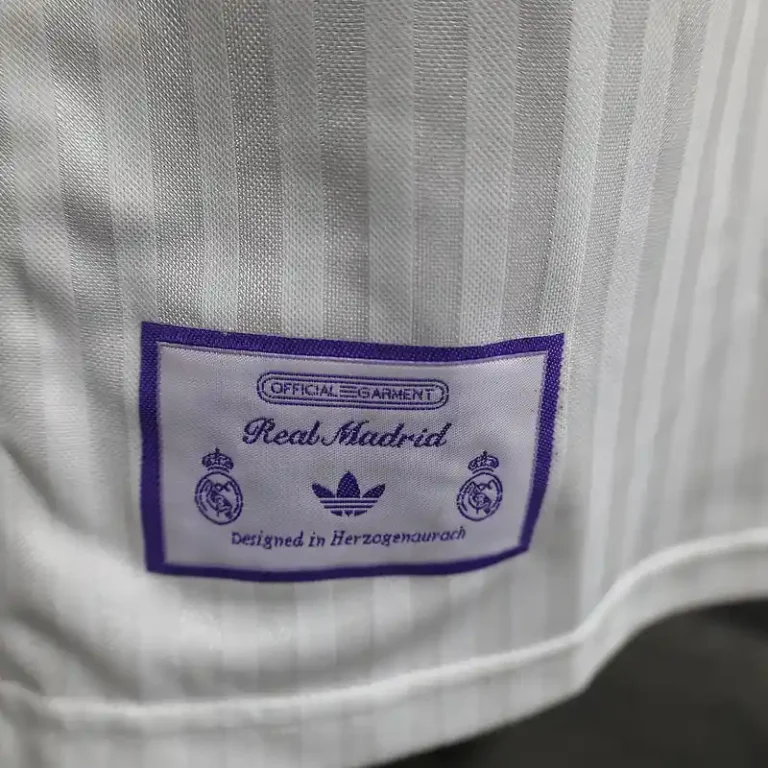 OFFICIAL GARMENT
Real Madrid
Designed in Herzogenaurach